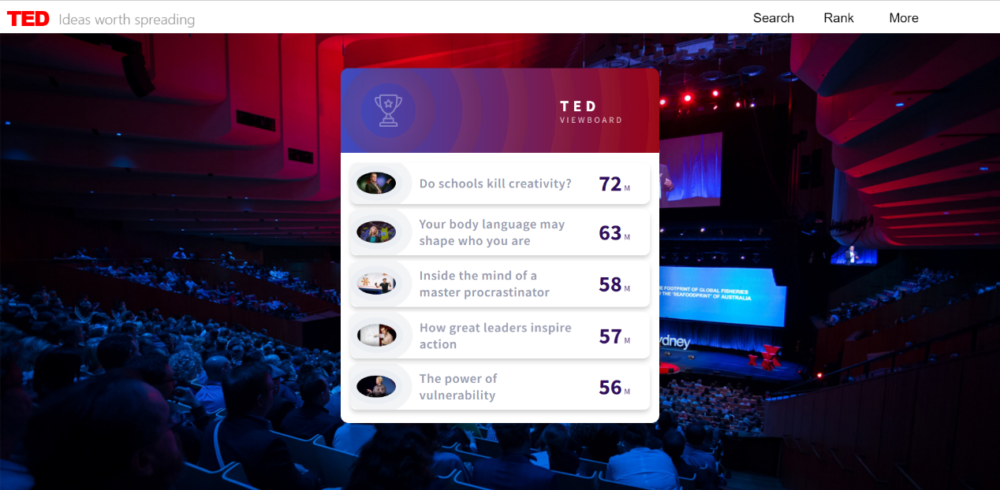 TED Ideas worth spreading
Search Rank More
TED
VIEWBOARD
Do schools kill creativity?
72 M
Your body language may
shape who you are
63 M
Inside the mind of a
master procrastinator
58 M
How great leaders inspire
action
57 M
The power of
vulnerability
56 M
E FOOTPRINT OF GLOBAL FISHERIES
D THE 'SEAFOODPRINT' OF AUSTRALIA
dney